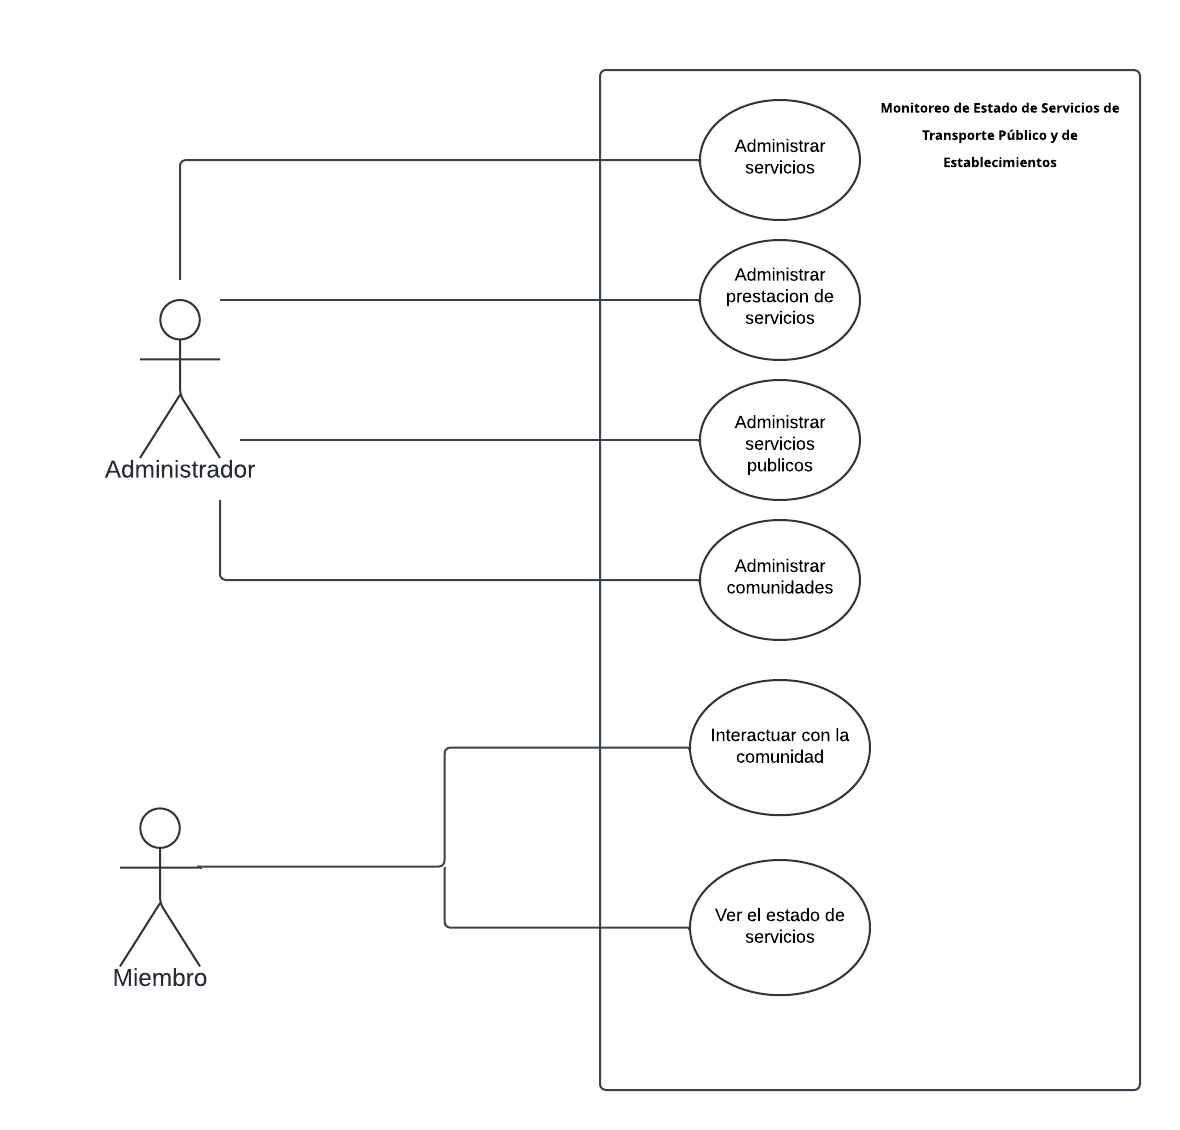 Monitoreo de Estado de Servicios de
Transporte Público y de
Establecimientos
Administrar
servicios
Administrar
prestacion de
servicios
Administrar
servicios
publicos
Administrador
Administrar
comunidades
Interactuar con la
comunidad
Ver el estado de
servicios
Miembro